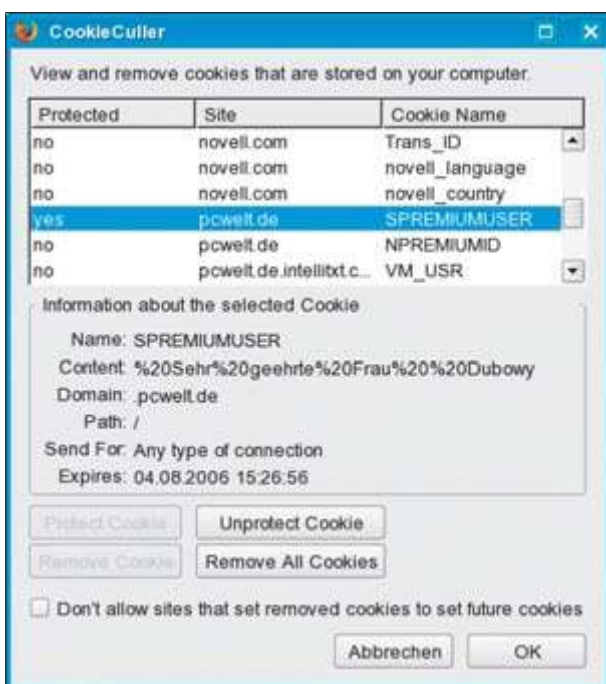 CookieCuller
View and remove cookies that are stored on your computer.
Protected Site Cookie Name
no novell.com Trans_ID
no novell.com novell_language
no novell.com novell_country
yes pcwelt.de SPREMIUMUSER
no pcwelt.de NPREMIUMID
no pcwelt.de.intellitxt.c... VM_USR
Information about the selected Cookie
Name: SPREMIUMUSER
Content: %20Sehr%20geehrte%20Frau%20%20Dubowy
Domain: .pcwelt.de
Path: /
Send For: Any type of connection
Expires: 04.08.2006 15:26:56
Protect Cookie Unprotect Cookie
Remove Cookie Remove All Cookies
Don't allow sites that set removed cookies to set future cookies
Abbrechen OK